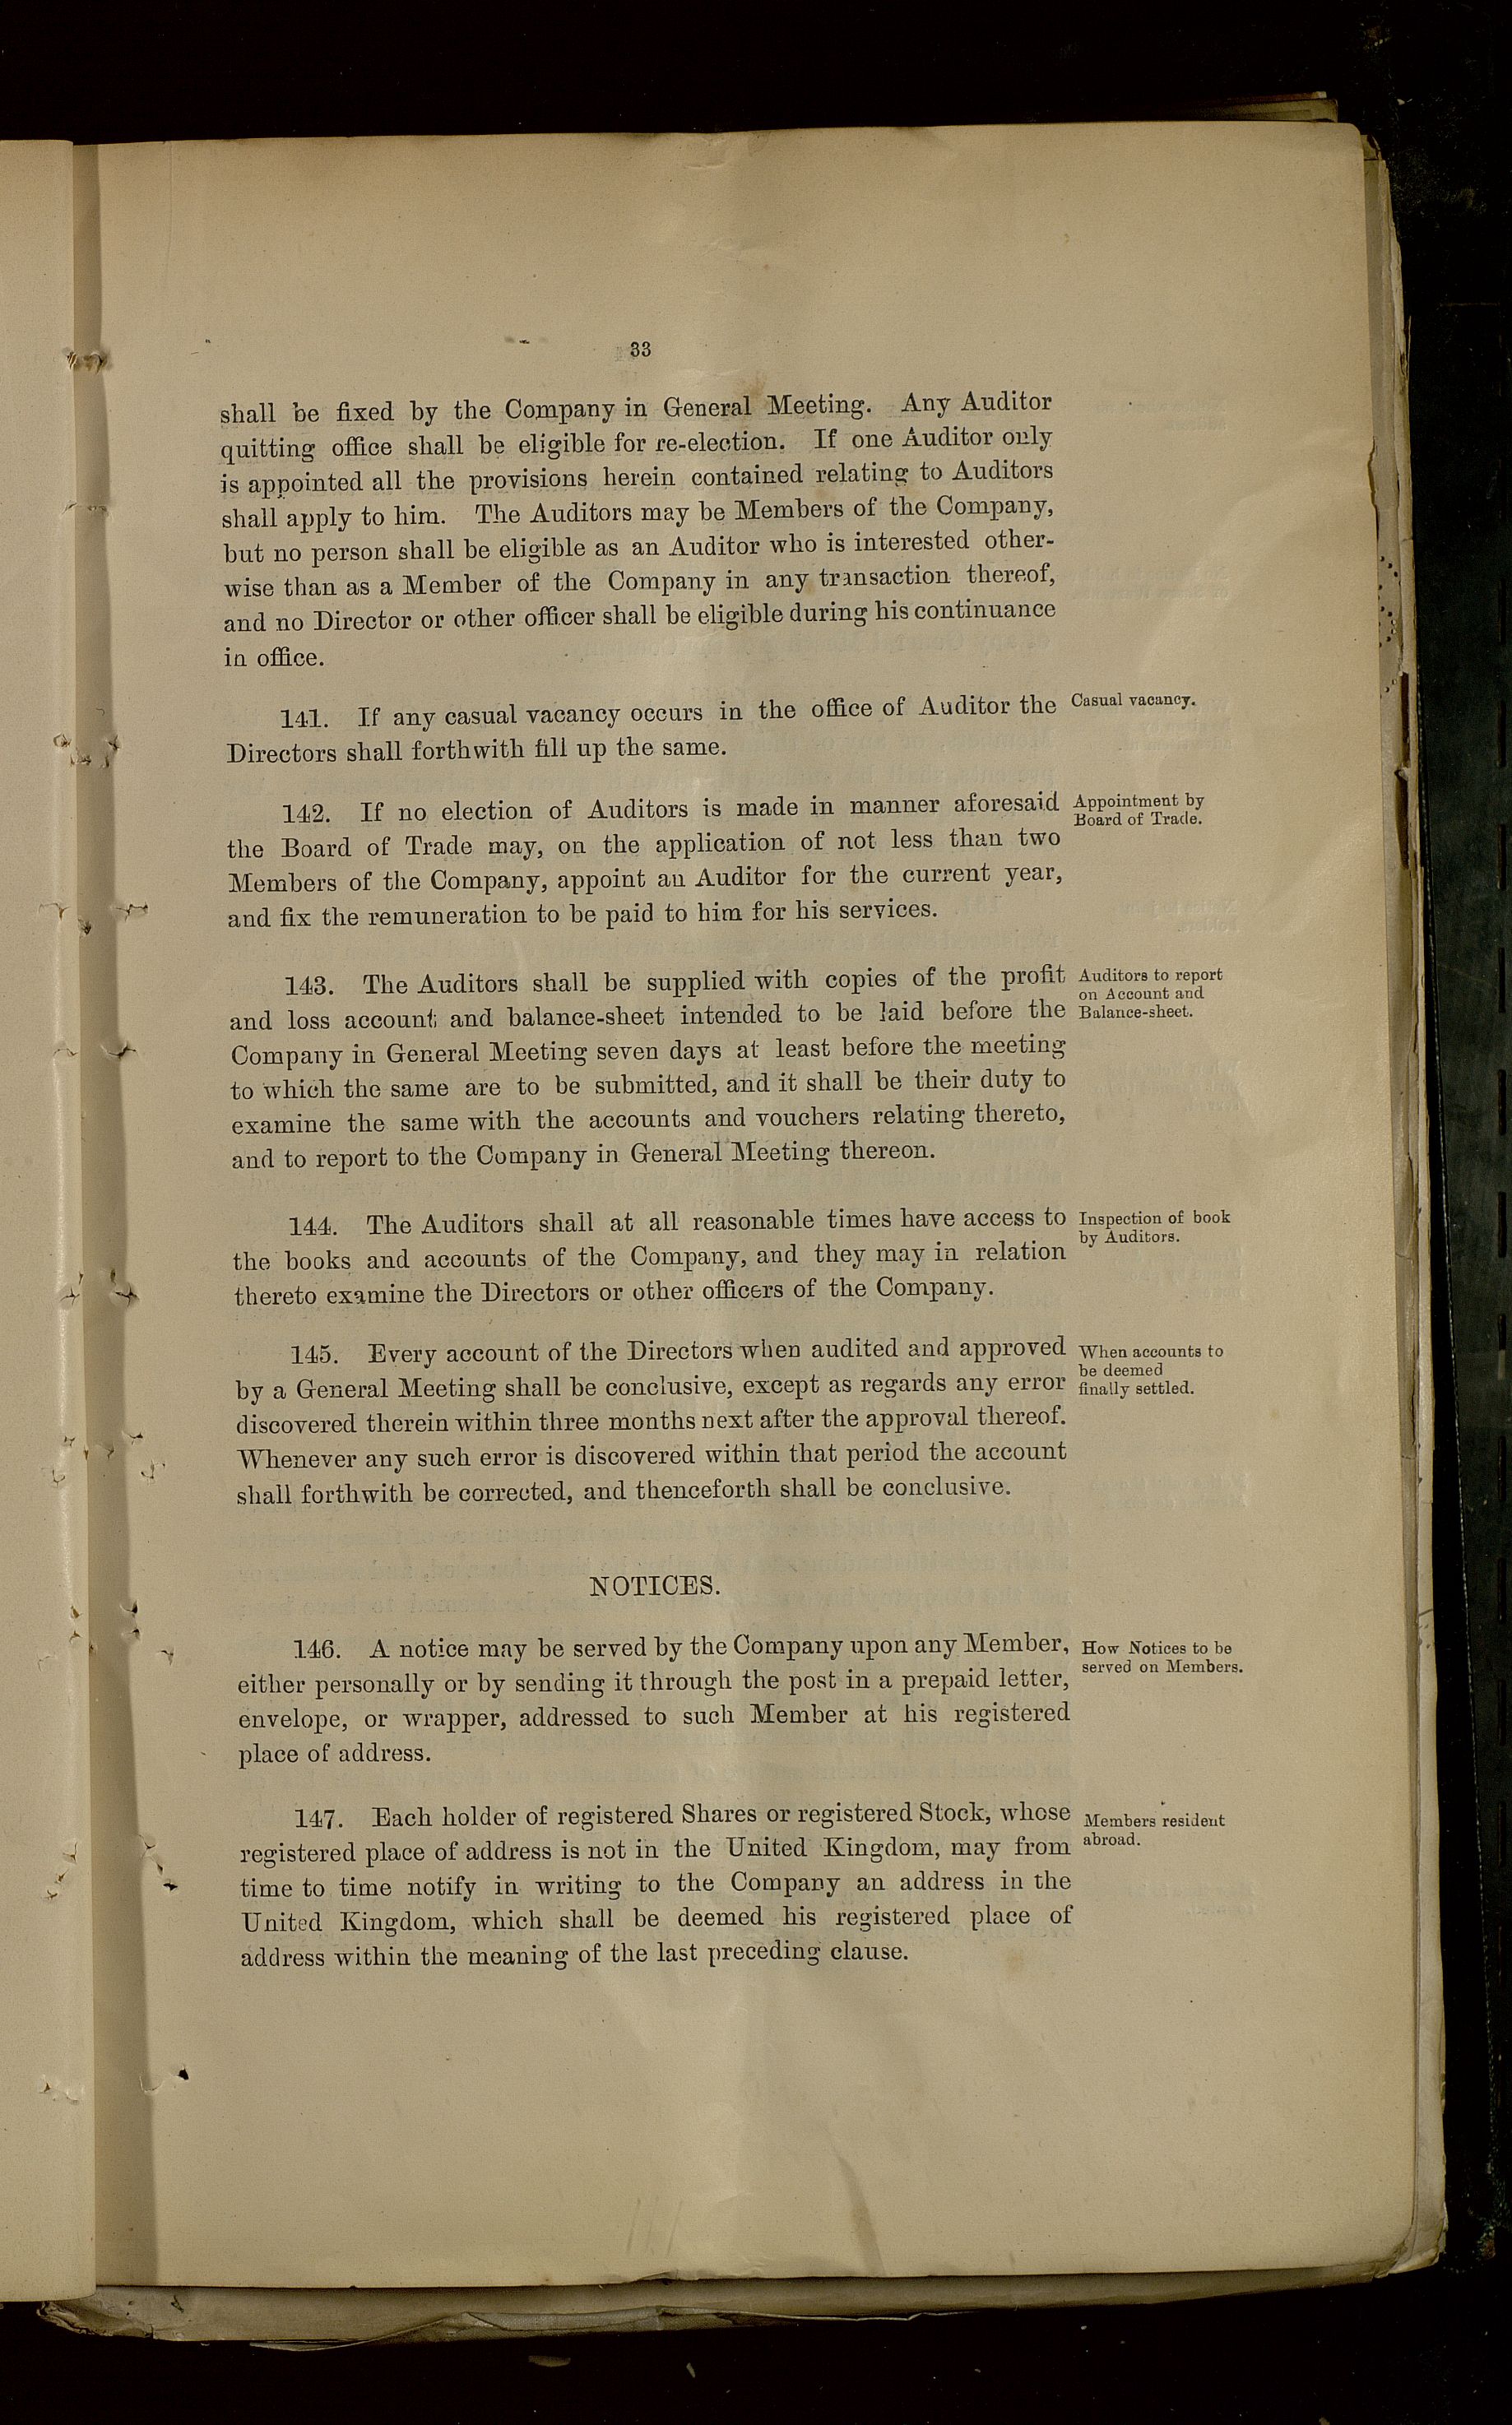 33
shall be fixed by the Company in General Meeting. Any Auditor
quitting office shall be eligible for re-election. If one Auditor only
is appointed all the provisions herein contained relating to Auditors
shall apply to him. The Auditors may be Members of the Company,
but no person shall be eligible as an Auditor who is interested other-
wise than as a Member of the Company in any transaction thereof,
and no Director or other officer shall be eligible during his continuance
in office.
141. If any casual vacancy occurs in the office of Auditor the
Directors shall forthwith fill up the same.
Casual vacancy.
142. If no election of Auditors is made in manner aforesaid
the Board of Trade may, on the application of not less than two
Members of the Company, appoint an Auditor for the current year,
and fix the remuneration to be paid to him for his services.
Appointment by
Board of Trade.
143. The Auditors shall be supplied with copies of the profit
and loss account and balance-sheet intended to be laid before the
Company in General Meeting seven days at least before the meeting
to which the same are to be submitted, and it shall be their duty to
examine the same with the accounts and vouchers relating thereto,
and to report to the Company in General Meeting thereon.
Auditors to report
on Account and
Balance-sheet.
144. The Auditors shall at all reasonable times have access to
the books and accounts of the Company, and they may in relation
thereto examine the Directors or other officers of the Company.
Inspection of book
by Auditors.
145. Every account of the Directors when audited and approved
by a General Meeting shall be conclusive, except as regards any error
discovered therein within three months next after the approval thereof.
Whenever any such error is discovered within that period the account
shall forthwith be corrected, and thenceforth shall be conclusive.
When accounts to
be deemed
finally settled.
NOTICES.
146. A notice may be served by the Company upon any Member,
either personally or by sending it through the post in a prepaid letter,
envelope, or wrapper, addressed to such Member at his registered
place of address.
How Notices to be
served on Members.
147. Each holder of registered Shares or registered Stock, whose
registered place of address is not in the United Kingdom, may from
time to time notify in writing to the Company an address in the
United Kingdom, which shall be deemed his registered place of
address within the meaning of the last preceding clause.
Members resident
abroad.